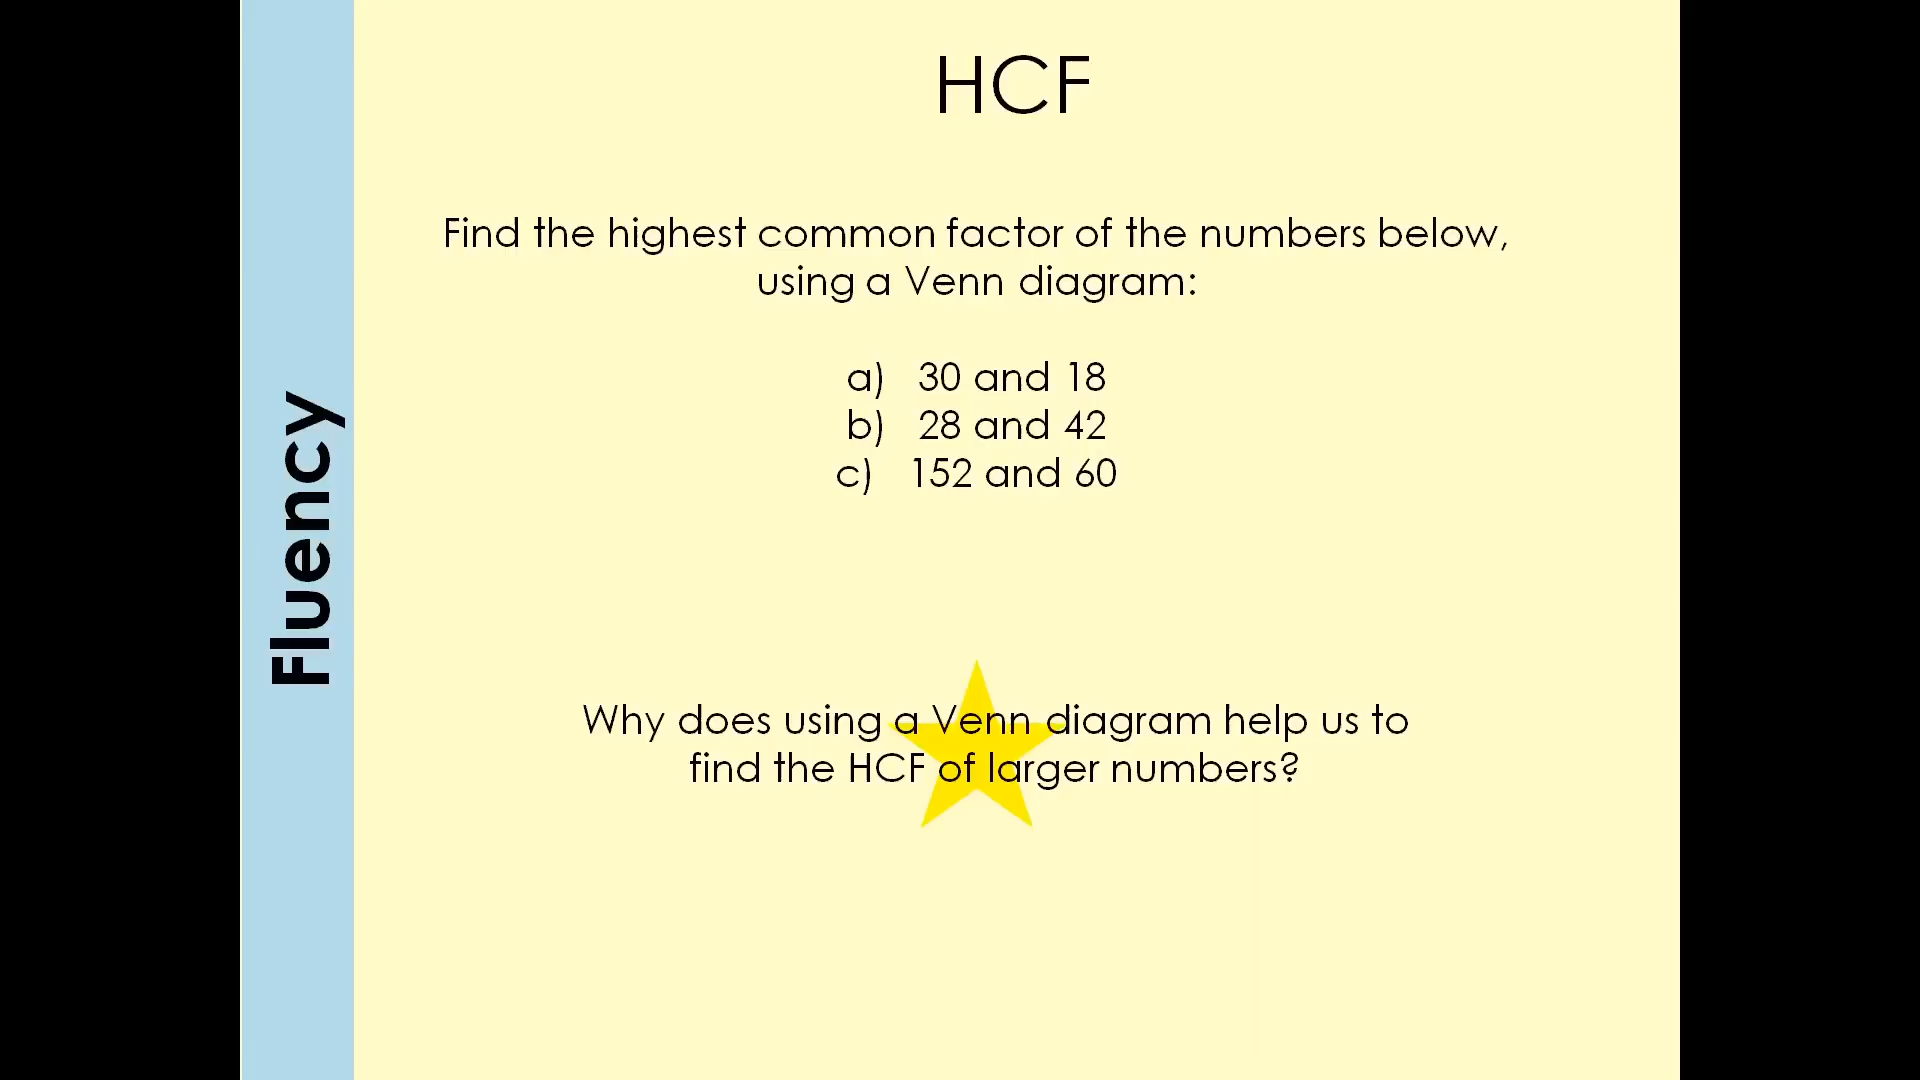 HCF
Find the highest common factor of the numbers below,
using a Venn diagram:
a) 30 and 18
b) 28 and 42
c) 152 and 60
Fluency
Why does using a Venn diagram help us to
find the HCF of larger numbers?